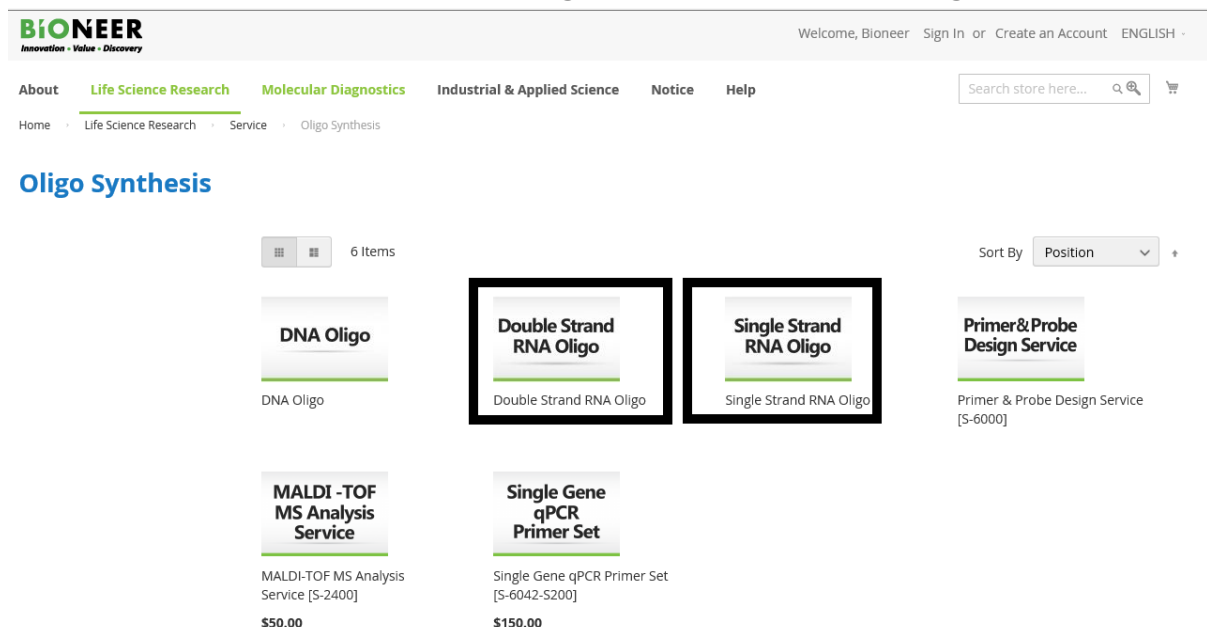 BIONEER
Innovation • Value • Discovery
Welcome, Bioneer Sign In or Create an Account ENGLISH
About Life Science Research Molecular Diagnostics Industrial & Applied Science Notice Help
Search store here...
Home Life Science Research Service Oligo Synthesis
Oligo Synthesis
6 Items
Sort By Position
DNA Oligo
DNA Oligo
Double Strand
RNA Oligo
Double Strand RNA Oligo
Single Strand
RNA Oligo
Single Strand RNA Oligo
Primer&Probe
Design Service
Primer & Probe Design Service
[S-6000]
MALDI -TOF
MS Analysis
Service
MALDI-TOF MS Analysis
Service [S-2400]
$50.00
Single Gene
qPCR
Primer Set
Single Gene qPCR Primer Set
[S-6042-S200]
$150.00